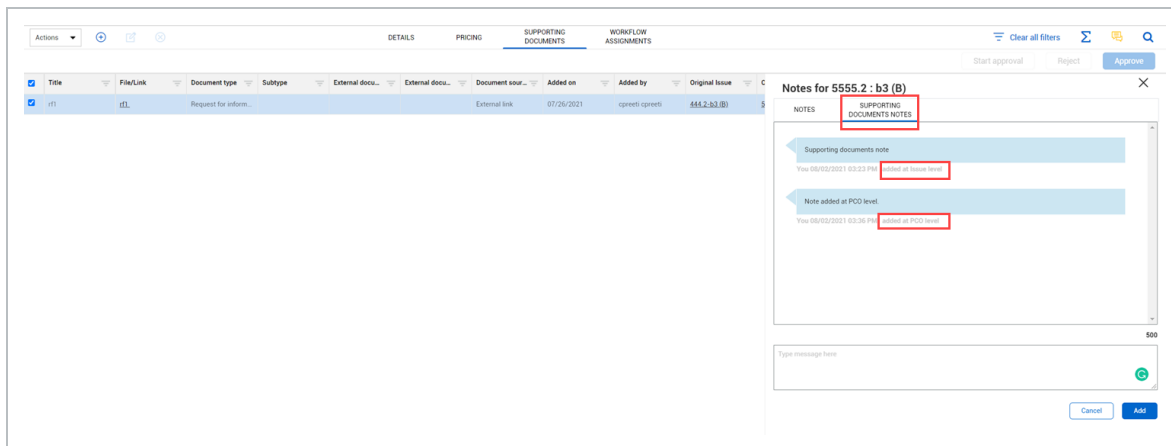 Actions
DETAILS
PRICING
SUPPORTING
DOCUMENTS
WORKFLOW
ASSIGNMENTS
Clear all filters
Start approval
Reject
Approve
Title
File/Link
Document type
Subtype
External docu...
External docu...
Document sour...
Added on
Added by
Original Issue
rf1
rf1
Request for inform...
External link
07/26/2021
cpreeti cpreeti
444.2-b3 (B)
5
Notes for 5555.2 : b3 (B)
NOTES
SUPPORTING
DOCUMENTS NOTES
Supporting documents note
You 08/02/2021 03:23 PM added at Issue level
Note added at PCO level.
You 08/02/2021 03:36 PM added at PCO level
500
Type message here
Cancel
Add